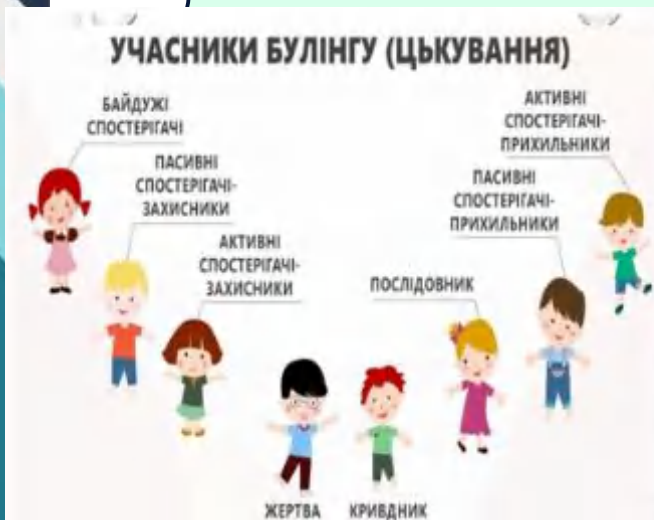 УЧАСНИКИ БУЛІНГУ (ЦЬКУВАННЯ)
БАЙДУЖІ
СПОСТЕРІГАЧІ
ПАСИВНІ
СПОСТЕРІГАЧІ-
ЗАХИСНИКИ
АКТИВНІ
СПОСТЕРІГАЧІ-
ЗАХИСНИКИ
ЖЕРТВА
КРИВДНИК
ПОСЛІДОВНИК
ПАСИВНІ
СПОСТЕРІГАЧІ-
ПРИХИЛЬНИКИ
АКТИВНІ
СПОСТЕРІГАЧІ-
ПРИХИЛЬНИКИ